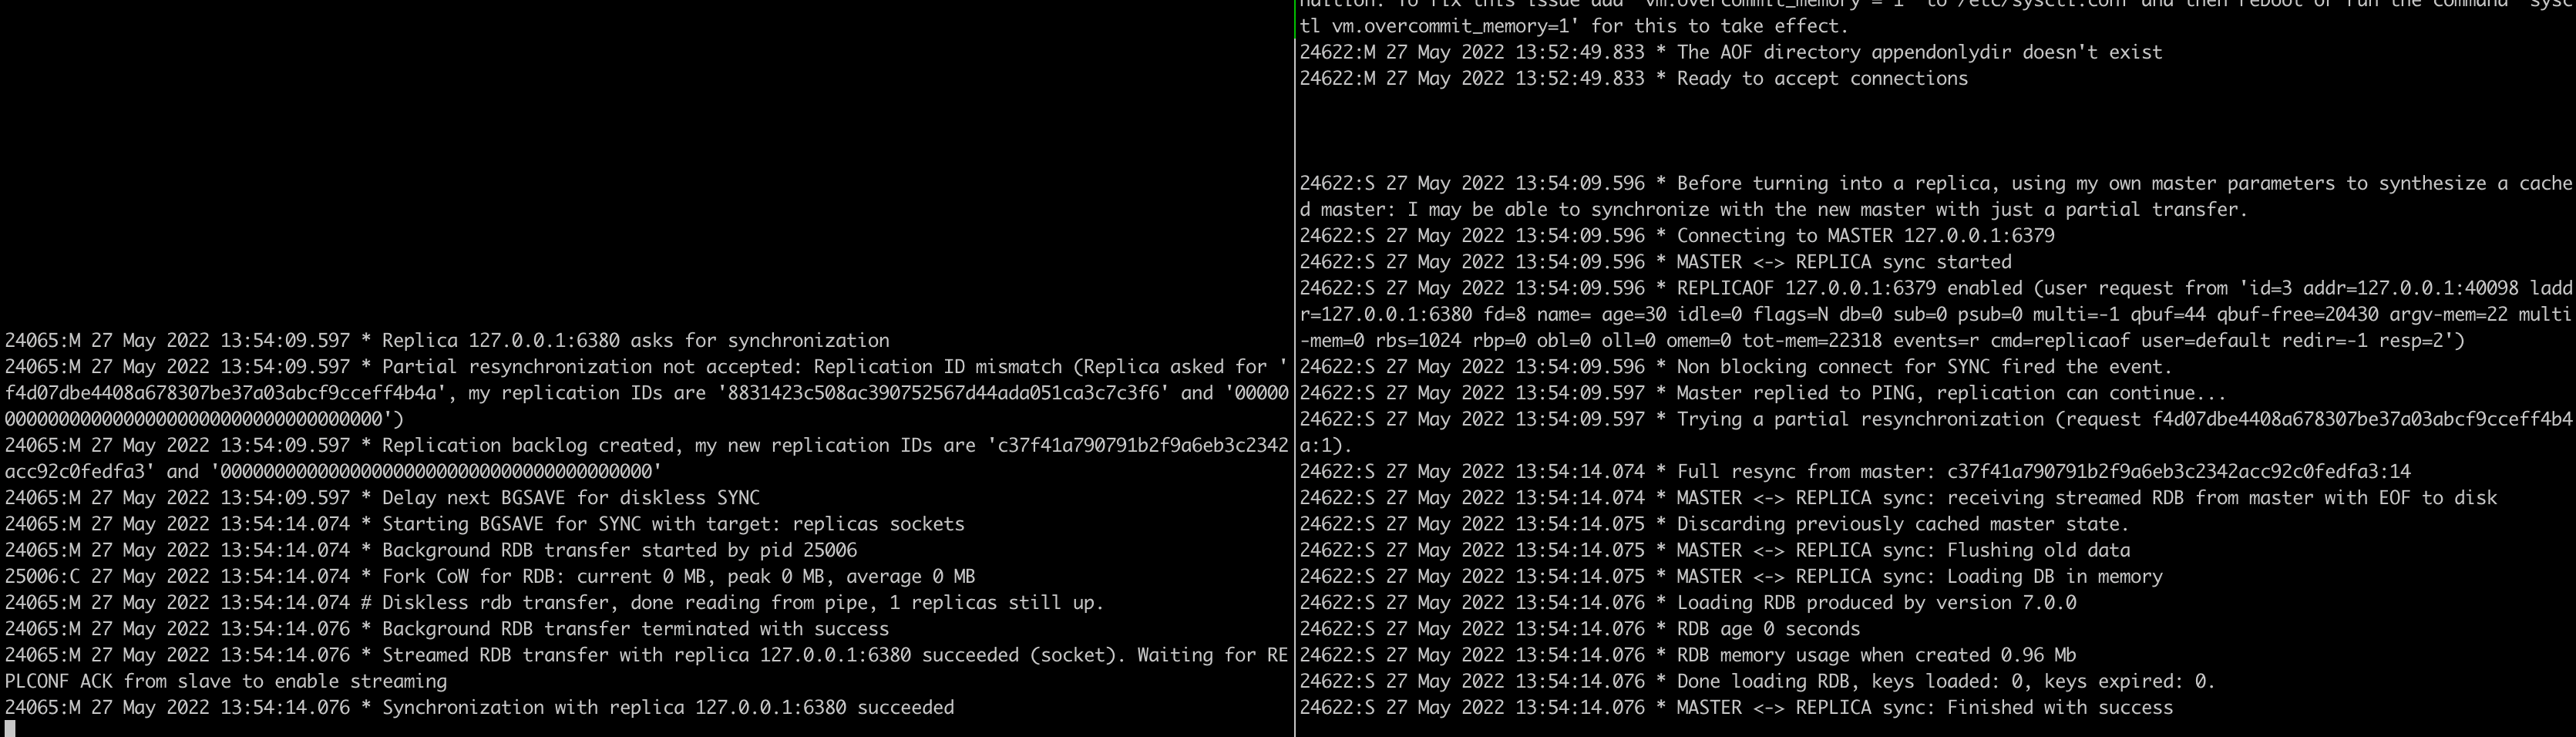 24065:M 27 May 2022 13:54:09.597 * Replica 127.0.0.1:6380 asks for synchronization
24065:M 27 May 2022 13:54:09.597 * Partial resynchronization not accepted: Replication ID mismatch (Replica asked for '
f4d07dbe4408a678307be37a03abcf9cceff4b4a', my replication IDs are '8831423c508ac390752567d44ada051ca3c7c3f6' and '00000
00000000000000000000000000000000000')
24065:M 27 May 2022 13:54:09.597 * Replication backlog created, my new replication IDs are 'c37f41a790791b2f9a6eb3c2342
acc92c0fedfa3' and '0000000000000000000000000000000000000000'
24065:M 27 May 2022 13:54:09.597 * Delay next BGSAVE for diskless SYNC
24065:M 27 May 2022 13:54:14.074 * Starting BGSAVE for SYNC with target: replicas sockets
24065:M 27 May 2022 13:54:14.074 * Background RDB transfer started by pid 25006
25006:C 27 May 2022 13:54:14.074 * Fork CoW for RDB: current 0 MB, peak 0 MB, average 0 MB
24065:M 27 May 2022 13:54:14.074 # Diskless rdb transfer, done reading from pipe, 1 replicas still up.
24065:M 27 May 2022 13:54:14.076 * Background RDB transfer terminated with success
24065:M 27 May 2022 13:54:14.076 * Streamed RDB transfer with replica 127.0.0.1:6380 succeeded (socket). Waiting for RE
PLCONF ACK from slave to enable streaming
24065:M 27 May 2022 13:54:14.076 * Synchronization with replica 127.0.0.1:6380 succeeded
ndition. To fix this issue add 'vm.overcommit_memory = 1' to /etc/sysctl.conf and then reboot or run the command 'sysc
tl vm.overcommit_memory=1' for this to take effect.
24622:M 27 May 2022 13:52:49.833 * The AOF directory appendonlydir doesn't exist
24622:M 27 May 2022 13:52:49.833 * Ready to accept connections
24622:S 27 May 2022 13:54:09.596 * Before turning into a replica, using my own master parameters to synthesize a cache
d master: I may be able to synchronize with the new master with just a partial transfer.
24622:S 27 May 2022 13:54:09.596 * Connecting to MASTER 127.0.0.1:6379
24622:S 27 May 2022 13:54:09.596 * MASTER <-> REPLICA sync started
24622:S 27 May 2022 13:54:09.596 * REPLICAOF 127.0.0.1:6379 enabled (user request from 'id=3 addr=127.0.0.1:40098 ladd
r=127.0.0.1:6380 fd=8 name= age=30 idle=0 flags=N db=0 sub=0 psub=0 multi=-1 qbuf=44 qbuf-free=20430 argv-mem=22 multi
-mem=0 rbs=1024 rbp=0 obl=0 oll=0 omem=0 tot-mem=22318 events=r cmd=replicaof user=default redir=-1 resp=2')
24622:S 27 May 2022 13:54:09.596 * Non blocking connect for SYNC fired the event.
24622:S 27 May 2022 13:54:09.597 * Master replied to PING, replication can continue...
24622:S 27 May 2022 13:54:09.597 * Trying a partial resynchronization (request f4d07dbe4408a678307be37a03abcf9cceff4b4
a:1).
24622:S 27 May 2022 13:54:14.074 * Full resync from master: c37f41a790791b2f9a6eb3c2342acc92c0fedfa3:14
24622:S 27 May 2022 13:54:14.074 * MASTER <-> REPLICA sync: receiving streamed RDB from master with EOF to disk
24622:S 27 May 2022 13:54:14.075 * Discarding previously cached master state.
24622:S 27 May 2022 13:54:14.075 * MASTER <-> REPLICA sync: Flushing old data
24622:S 27 May 2022 13:54:14.075 * MASTER <-> REPLICA sync: Loading DB in memory
24622:S 27 May 2022 13:54:14.076 * Loading RDB produced by version 7.0.0
24622:S 27 May 2022 13:54:14.076 * RDB age 0 seconds
24622:S 27 May 2022 13:54:14.076 * RDB memory usage when created 0.96 Mb
24622:S 27 May 2022 13:54:14.076 * Done loading RDB, keys loaded: 0, keys expired: 0.
24622:S 27 May 2022 13:54:14.076 * MASTER <-> REPLICA sync: Finished with success